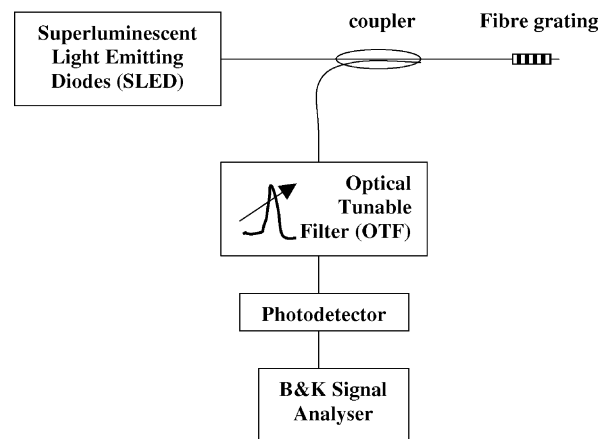 Superluminescent
Light Emitting
Diodes (SLED)
coupler
Fibre grating
Optical
Tunable
Filter (OTF)
Photodetector
B&K Signal
Analyser